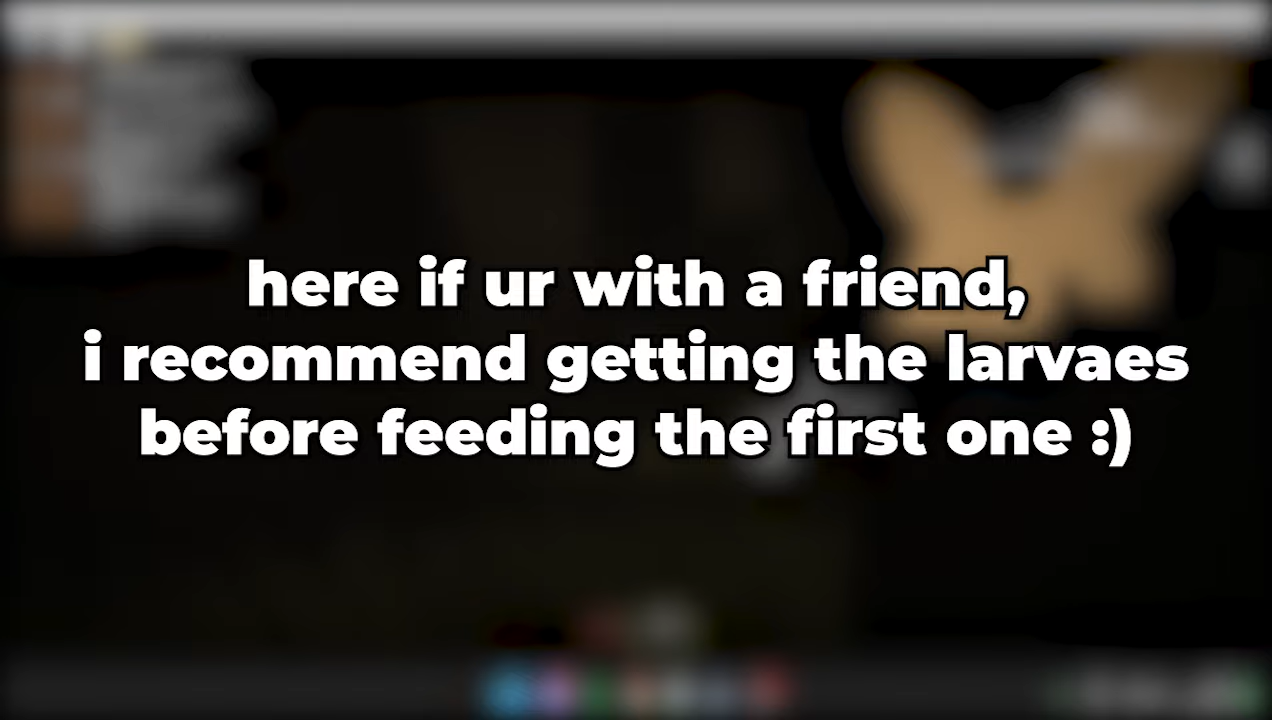 here if ur with a friend,
i recommend getting the larvaes
before feeding the first one :)